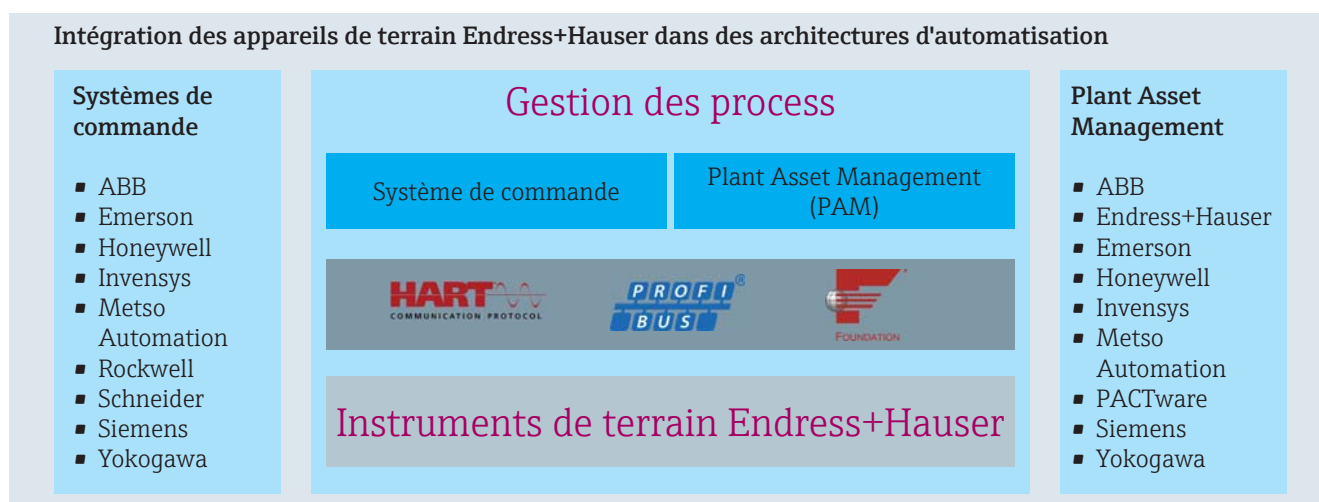 Intégration des appareils de terrain Endress+Hauser dans des architectures d'automatisation
Systèmes de
commande
▪ ABB
▪ Emerson
▪ Honeywell
▪ Invensys
▪ Metso
Automation
▪ Rockwell
▪ Schneider
▪ Siemens
▪ Yokogawa
Gestion des process
Système de commande
Plant Asset Management
(PAM)
HART
COMMUNICATION PROTOCOL
PROFI®
BUS
FOUNDATION
Instruments de terrain Endress+Hauser
Plant Asset
Management
▪ ABB
▪ Endress+Hauser
▪ Emerson
▪ Honeywell
▪ Invensys
▪ Metso
Automation
▪ PACTware
▪ Siemens
▪ Yokogawa